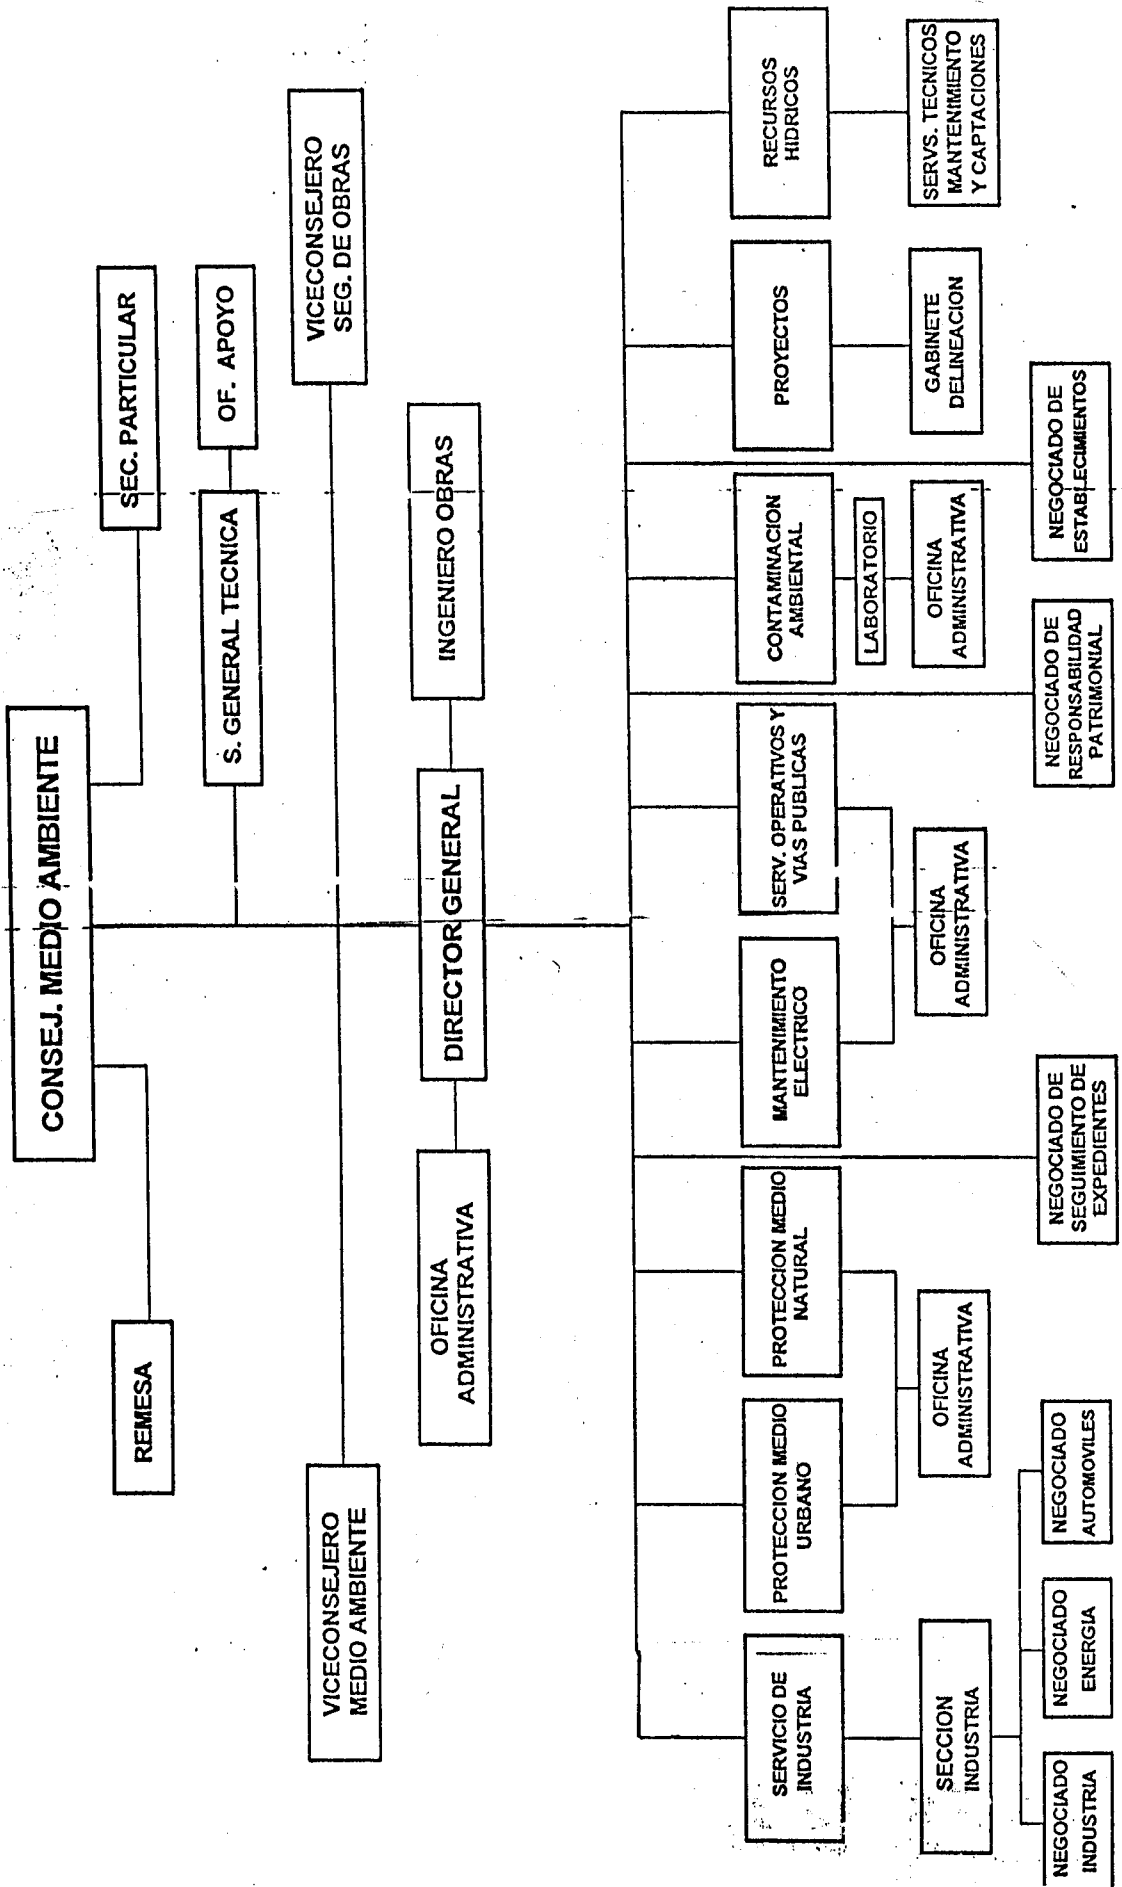 CONSEJ. MEDIO AMBIENTE
REMESA
SEC. PARTICULAR
S. GENERAL TECNICA
OF. APOYO
VICECONSEJERO
MEDIO AMBIENTE
VICECONSEJERO
SEG. DE OBRAS
OFICINA
ADMINISTRATIVA
DIRECTOR GENERAL
INGENIERO OBRAS
SERVICIO DE
INDUSTRIA
PROTECCION MEDIO
URBANO
PROTECCION MEDIO
NATURAL
MANTENIMIENTO
ELECTRICO
SERV. OPERATIVOS Y
VIAS PUBLICAS
CONTAMINACION
AMBIENTAL
PROYECTOS
RECURSOS
HIDRICOS
LABORATORIO
SECCION
INDUSTRIA
OFICINA
ADMINISTRATIVA
OFICINA
ADMINISTRATIVA
OFICINA
ADMINISTRATIVA
GABINETE
DELINEACION
SERVS. TECNICOS
MANTENIMIENTO
Y CAPTACIONES
NEGOCIADO
INDUSTRIA
NEGOCIADO
ENERGIA
NEGOCIADO
AUTOMOVILES
NEGOCIADO DE
SEGUIMIENTO DE
EXPEDIENTES
NEGOCIADO DE
RESPONSABILIDAD
PATRIMONIAL
NEGOCIADO DE
ESTABLECIMIENTOS